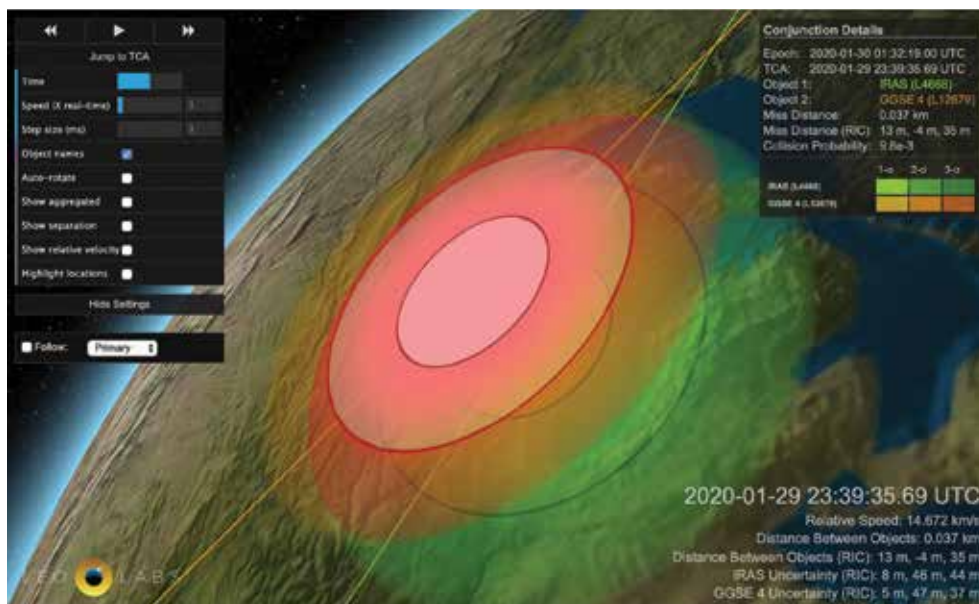 Jump to TCA
Time
Speed (X real-time)
Step size (ms)
Object names
Auto-rotate
Show aggregated
Show separation
Show relative velocity
Highlight locations
Hide Settings
Follow: Primary
Conjunction Details
Epoch: 2020-01-30 01:32:19.00 UTC
TCA: 2020-01-29 23:39:35.69 UTC
Object 1: IRAS (L4668)
Object 2: GGSE 4 (L12679)
Miss Distance: 0.037 km
Miss Distance (RIC): 13 m, -4 m, 35 m
Collision Probability: 9.8e-3
1-σ 2-σ 3-σ
IRAS (L4668)
GGSE 4 (L12679)
2020-01-29 23:39:35.69 UTC
Relative Speed: 14.672 km/s
Distance Between Objects: 0.037 km
Distance Between Objects (RIC): 13 m, -4 m, 35 m
IRAS Uncertainty (RIC): 8 m, 46 m, 44 m
GGSE 4 Uncertainty (RIC): 5 m, 47 m, 37 m
LABS